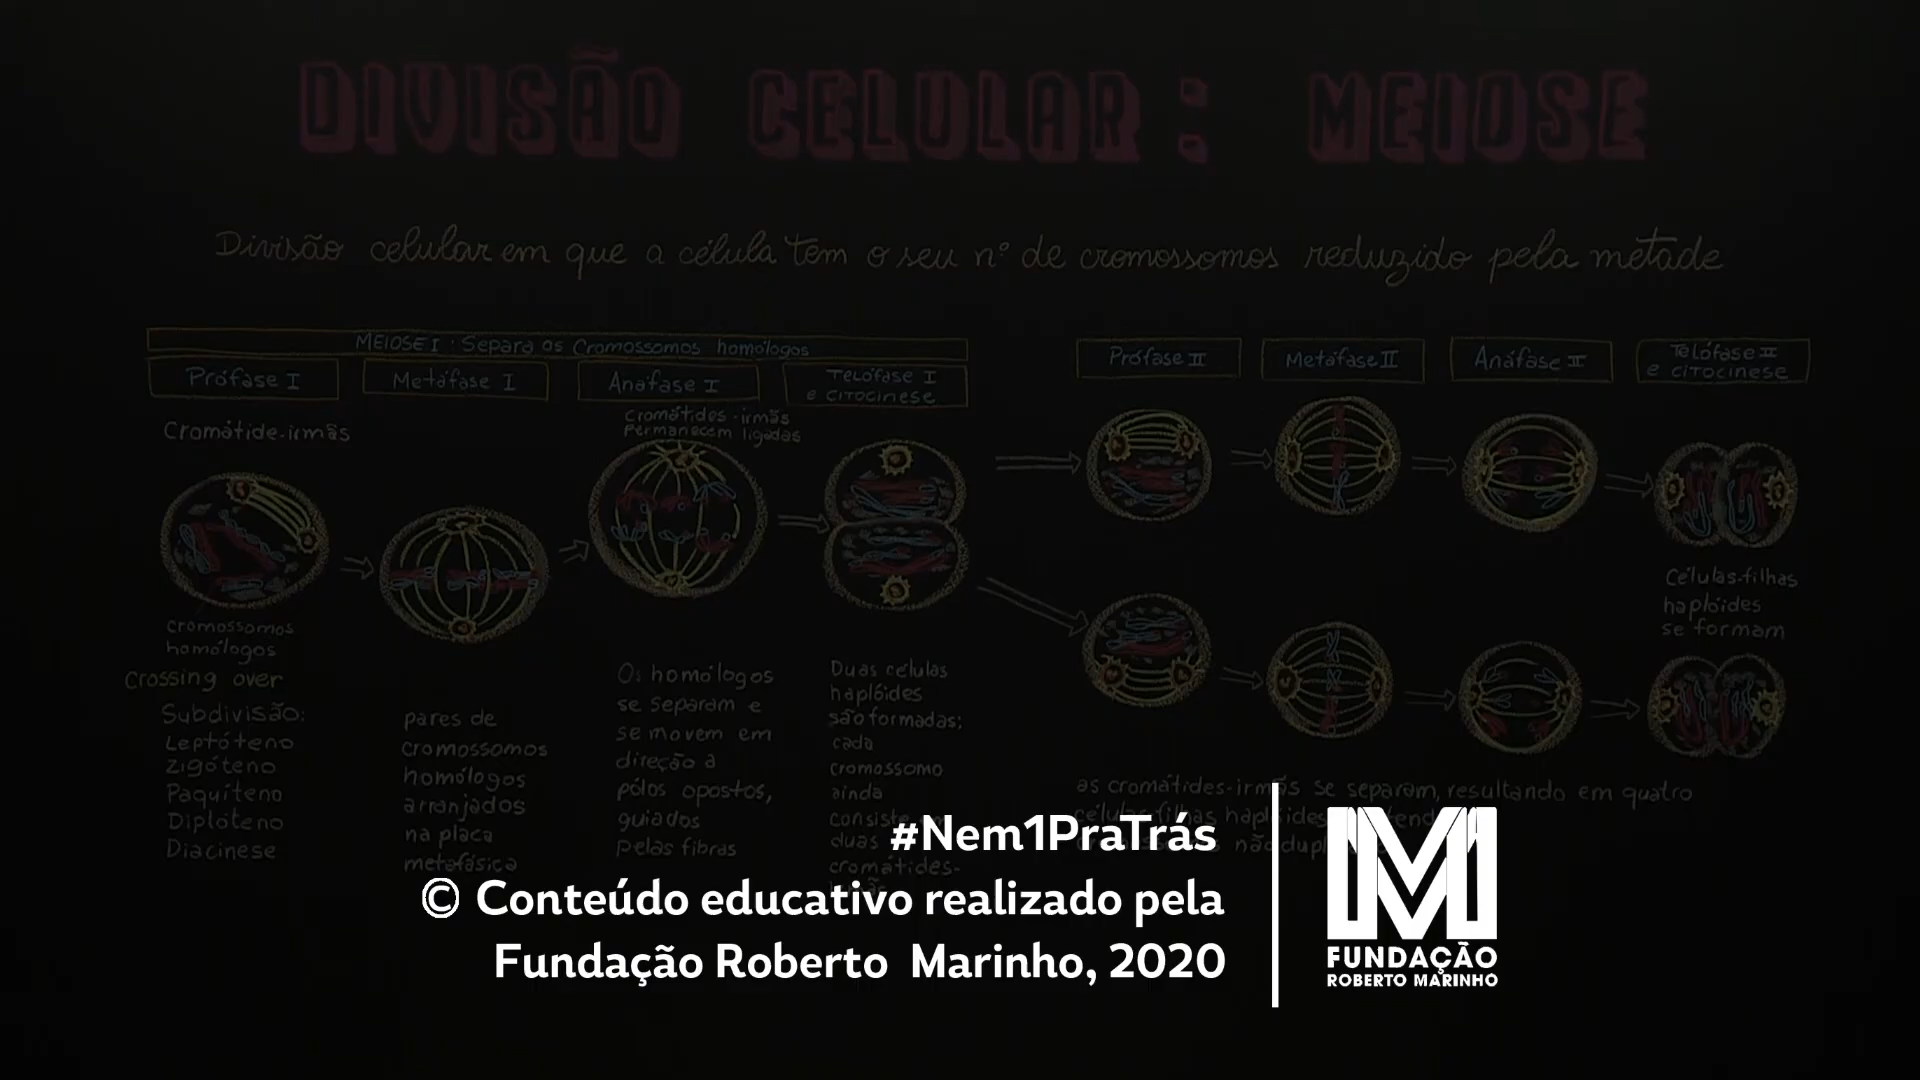 DIVISÃO CELULAR: MEIOSE
Divisão celular em que a célula tem o seu nº de cromossomos reduzido pela metade
MEIOSE I: Separa os Cromossomos homólogos
Prófase I
Metáfase I
Anáfase I
Telófase I
e citocinese
Prófase II
Metáfase II
Anáfase II
Telófase II
e citocinese
Cromátide-irmãs
Cromátides-irmãs
Permanecem ligadas
cromossomos
homólogos
crossing over
Subdivisão:
Leptóteno
Zigóteno
Paquíteno
Diplóteno
Diacinese
pares de
cromossomos
homólogos
arranjados
na placa
metafásica
Os homólogos
se separam e
se movem em
direção a
pólos opostos,
guiados
pelas fibras
Duas células
haplóides
são formadas;
cada
cromossomo
ainda
consiste
duas
cromátides-
Células-filhas
haplóides
se formam
as cromátides-irmãs se separam, resultando em quatro
células-filhas
não
#Nem1PraTrás
© Conteúdo educativo realizado pela
Fundação Roberto Marinho, 2020
FUNDAÇÃO
ROBERTO MARINHO